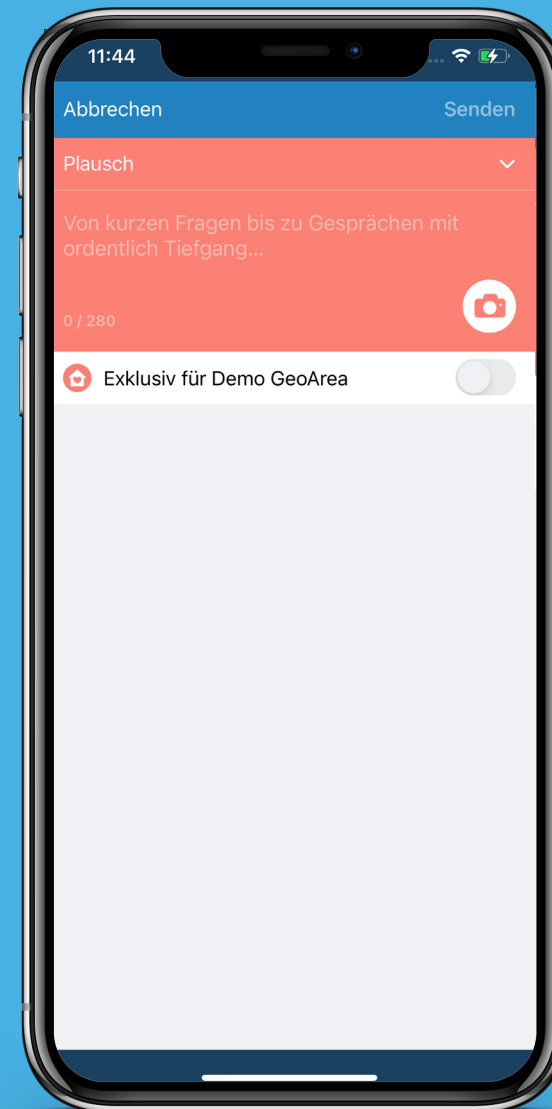 11:44
Abbrechen
Senden
Plausch
Von kurzen Fragen bis zu Gesprächen mit
ordentlich Tiefgang...
0 / 280
Exklusiv für Demo GeoArea